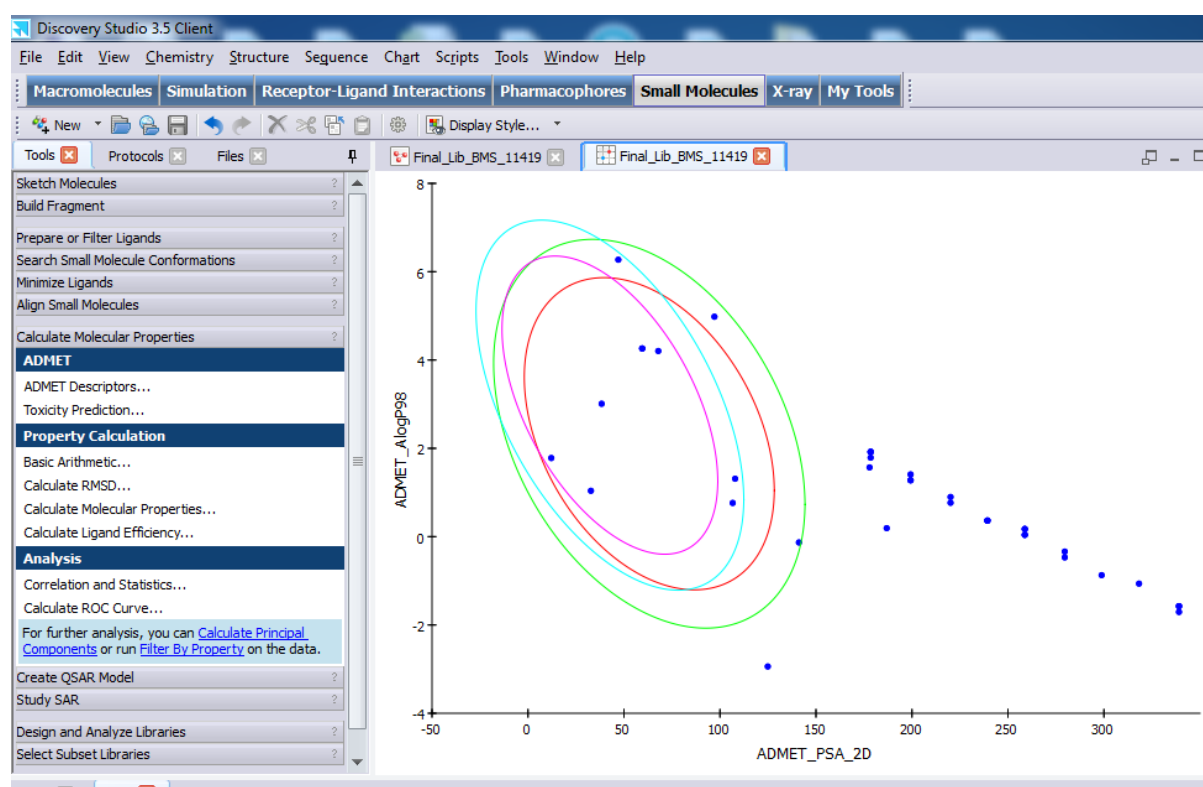 Discovery Studio 3.5 Client
File Edit View Chemistry Structure Sequence Chart Scripts Tools Window Help
Macromolecules Simulation Receptor-Ligand Interactions Pharmacophores Small Molecules X-ray My Tools
New Display Style...
Tools Protocols Files
Final_Lib_BMS_11419 Final_Lib_BMS_11419
Sketch Molecules ?
Build Fragment ?
Prepare or Filter Ligands ?
Search Small Molecule Conformations ?
Minimize Ligands ?
Align Small Molecules ?
Calculate Molecular Properties ?
ADMET
ADMET Descriptors...
Toxicity Prediction...
Property Calculation
Basic Arithmetic...
Calculate RMSD...
Calculate Molecular Properties...
Calculate Ligand Efficiency...
Analysis
Correlation and Statistics...
Calculate ROC Curve...
For further analysis, you can Calculate Principal
Components or run Filter By Property on the data.
Create QSAR Model ?
Study SAR ?
Design and Analyze Libraries ?
Select Subset Libraries ?
ADMET_AlogP98
8
6
4
2
0
-2
-4
-50 0 50 100 150 200 250 300
ADMET_PSA_2D